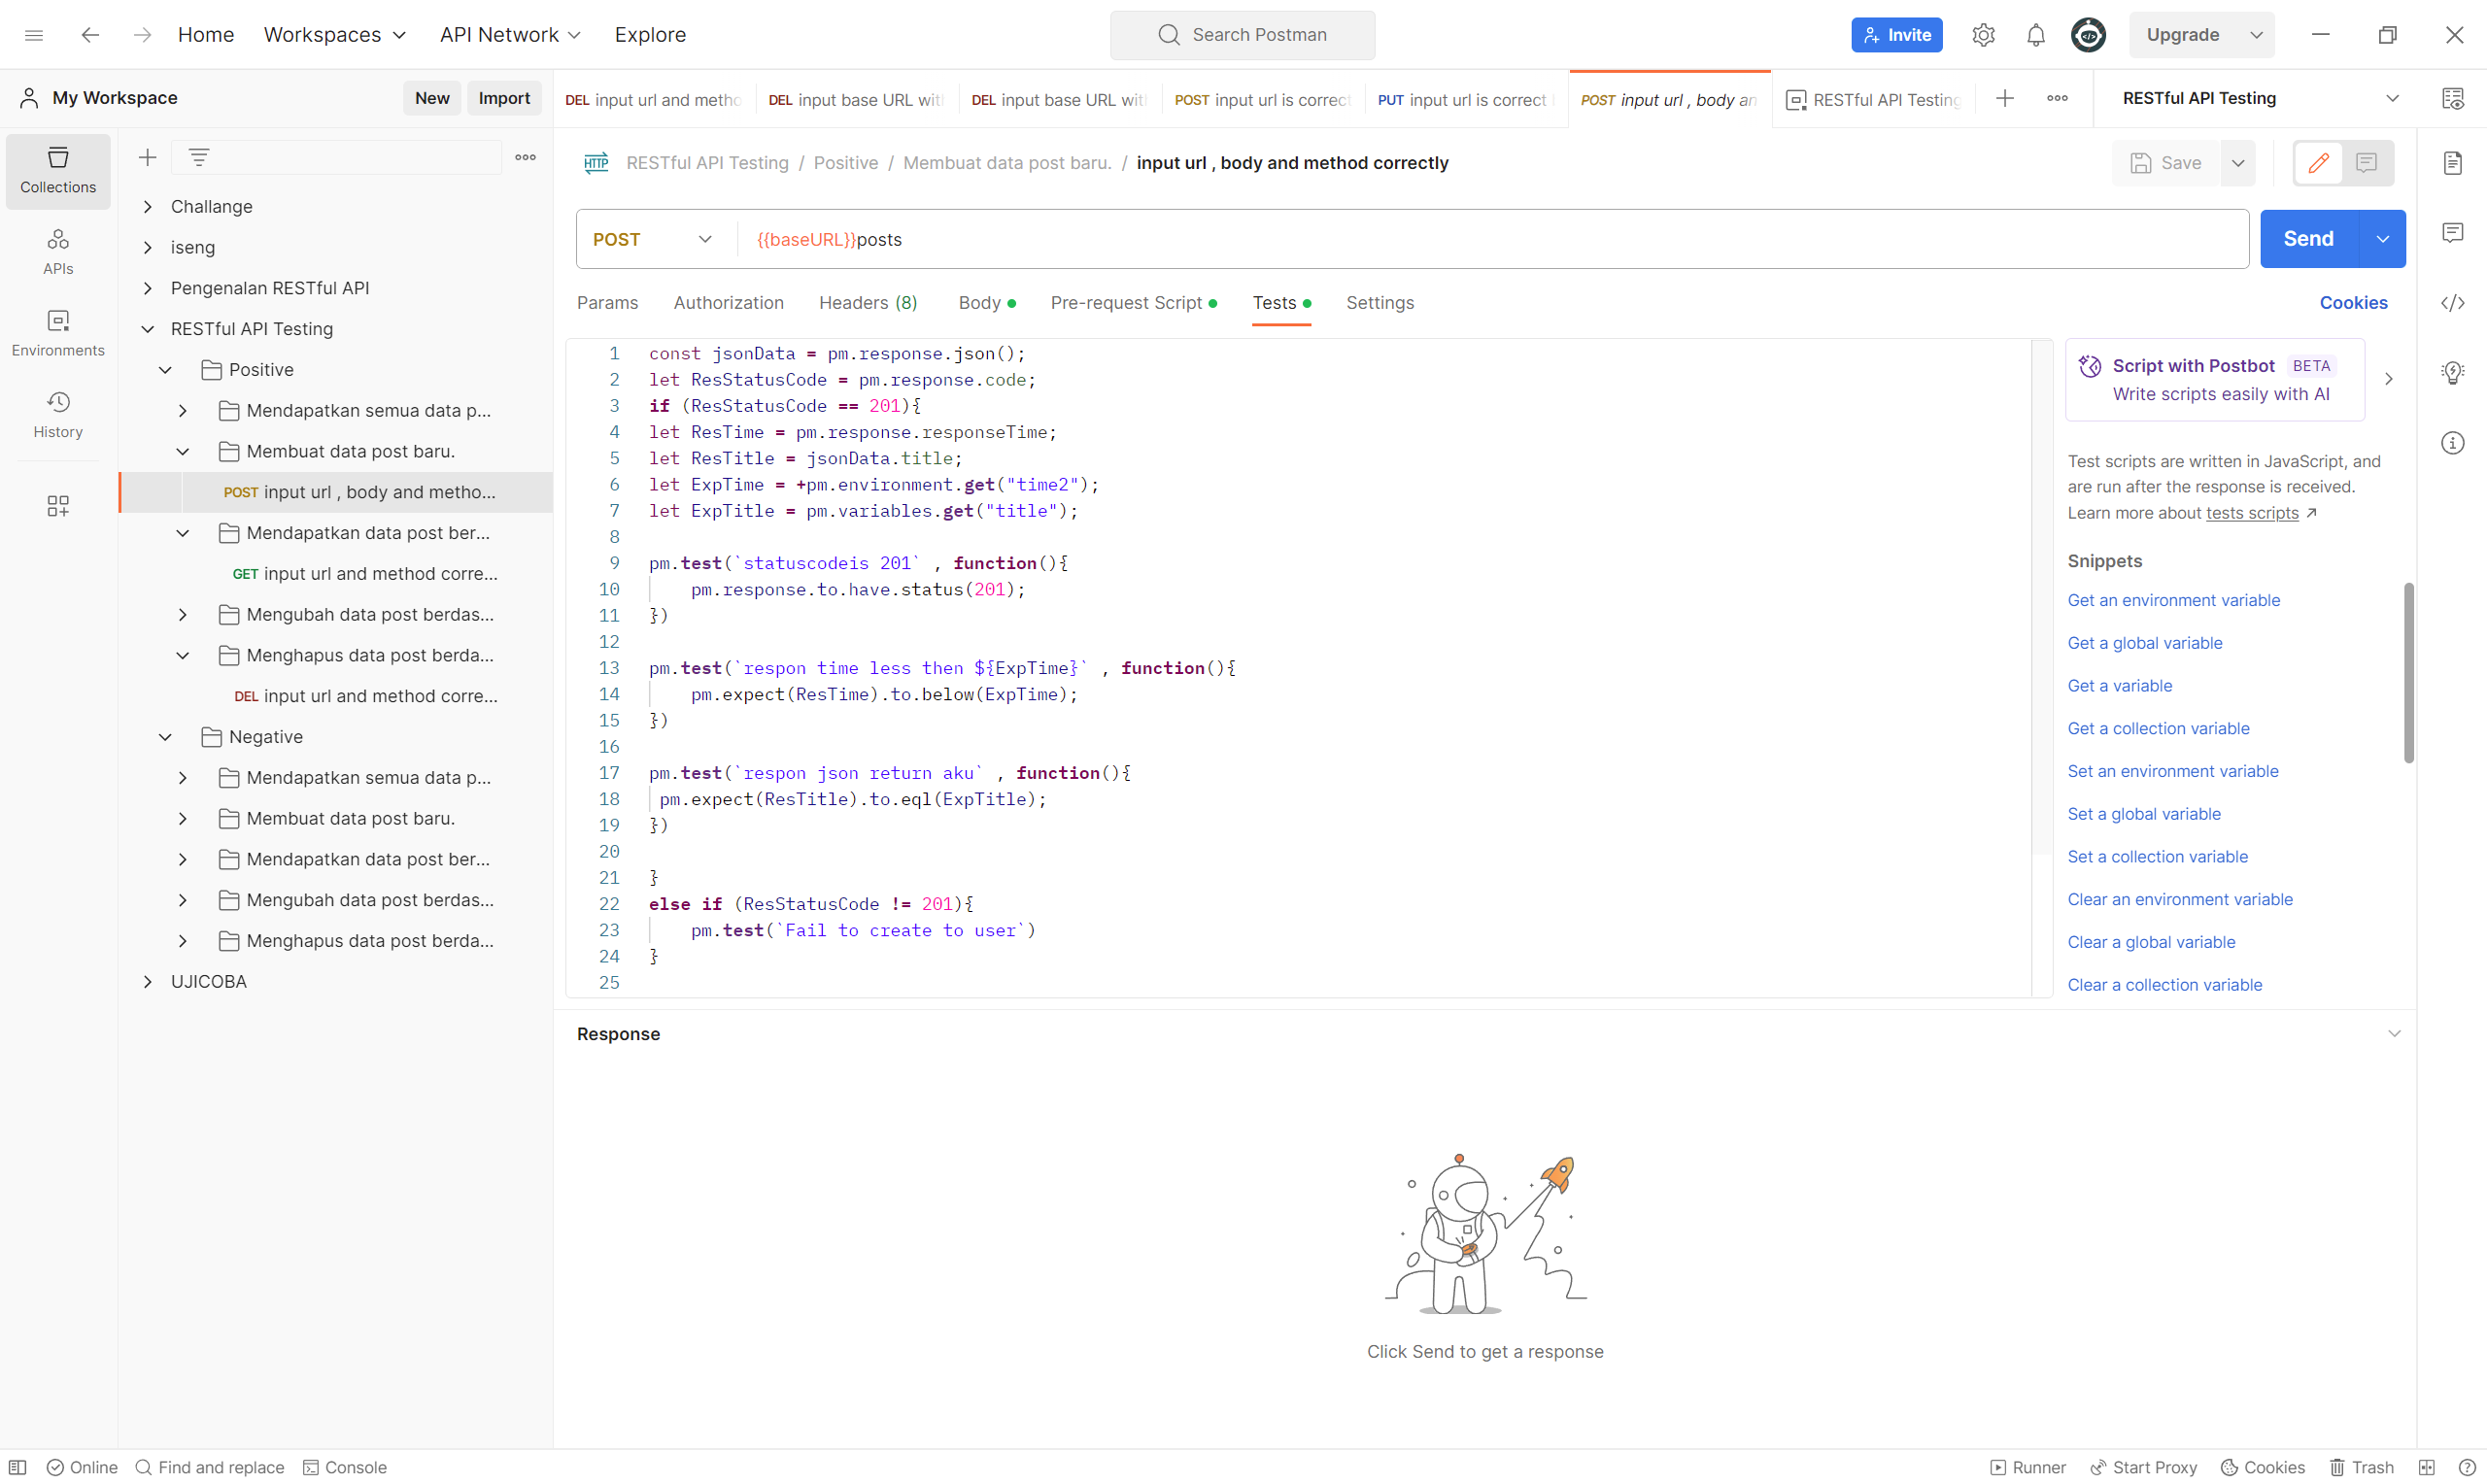 Home Workspaces API Network Explore Search Postman Invite Upgrade
My Workspace New Import
DEL input url and metho DEL input base URL wit DEL input base URL wit POST input url is correct PUT input url is correct POST input url , body an RESTful API Testing RESTful API Testing
Collections
APIs
Environments
History
Challange
iseng
Pengenalan RESTful API
RESTful API Testing
Positive
Mendapatkan semua data p...
Membuat data post baru.
POST input url , body and metho...
Mendapatkan data post ber...
GET input url and method corre...
Mengubah data post berdas...
Menghapus data post berda...
DEL input url and method corre...
Negative
Mendapatkan semua data p...
Membuat data post baru.
Mendapatkan data post ber...
Mengubah data post berdas...
Menghapus data post berda...
UJICOBA
HTTP RESTful API Testing / Positive / Membuat data post baru. / input url , body and method correctly Save
POST {{baseURL}}posts Send
Params Authorization Headers (8) Body Pre-request Script Tests Settings Cookies
1 const jsonData = pm.response.json();
2 let ResStatusCode = pm.response.code;
3 if (ResStatusCode == 201){
4 let ResTime = pm.response.responseTime;
5 let ResTitle = jsonData.title;
6 let ExpTime = +pm.environment.get("time2");
7 let ExpTitle = pm.variables.get("title");
8
9 pm.test(`statuscodeis 201` , function(){
10 pm.response.to.have.status(201);
11 })
12
13 pm.test(`respon time less then ${ExpTime}` , function(){
14 pm.expect(ResTime).to.below(ExpTime);
15 })
16
17 pm.test(`respon json return aku` , function(){
18 pm.expect(ResTitle).to.eql(ExpTitle);
19 })
20
21 }
22 else if (ResStatusCode != 201){
23 pm.test(`Fail to create to user`)
24 }
25
Script with Postbot BETA
Write scripts easily with AI
Test scripts are written in JavaScript, and
are run after the response is received.
Learn more about tests scripts ↗
Snippets
Get an environment variable
Get a global variable
Get a variable
Get a collection variable
Set an environment variable
Set a global variable
Set a collection variable
Clear an environment variable
Clear a global variable
Clear a collection variable
Response
Click Send to get a response
Online Find and replace Console Runner Start Proxy Cookies Trash